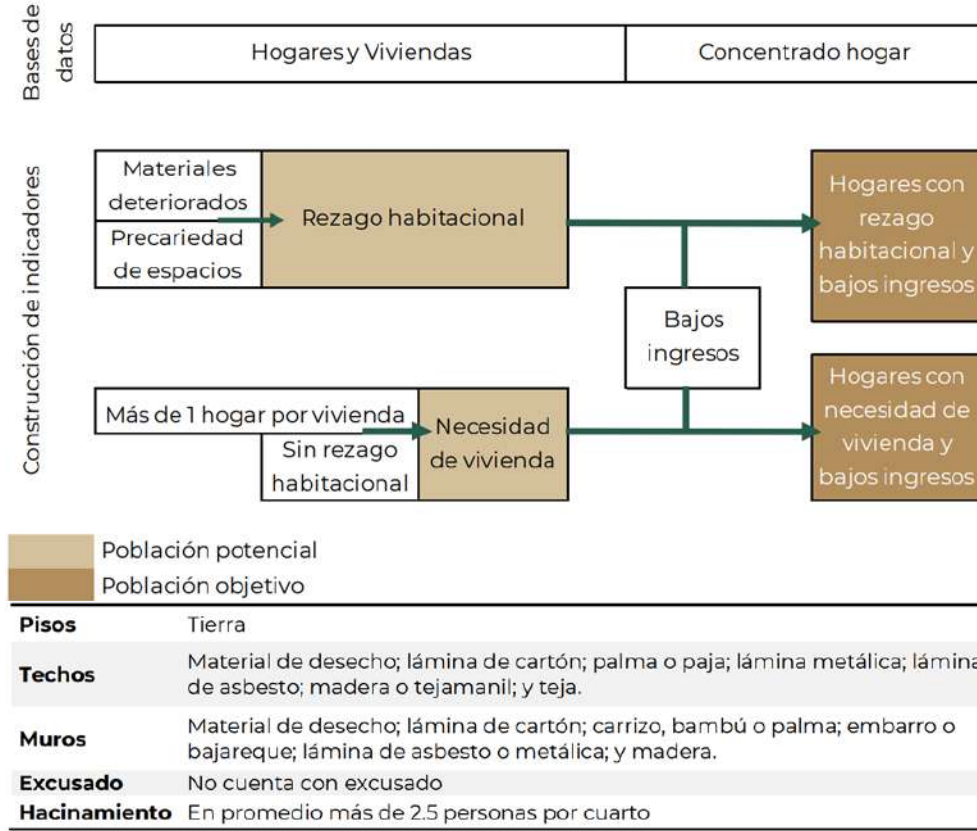 Bases de
datos
Hogares y Viviendas
Concentrado hogar
Construcción de indicadores
Materiales
deteriorados
Precariedad
de espacios
Rezago habitacional
Hogares con
rezago
habitacional y
bajos ingresos
Bajos
ingresos
Más de 1 hogar por vivienda
Sin rezago
habitacional
Necesidad
de vivienda
Hogares con
necesidad de
vivienda y
bajos ingresos
Población potencial
Población objetivo
Pisos Tierra
Techos Material de desecho; lámina de cartón; palma o paja; lámina metálica; lámina
de asbesto; madera o tejamanil; y teja.
Muros Material de desecho; lámina de cartón; carrizo, bambú o palma; embarro o
bajareque; lámina de asbesto o metálica; y madera.
Excusado No cuenta con excusado
Hacinamiento En promedio más de 2.5 personas por cuarto